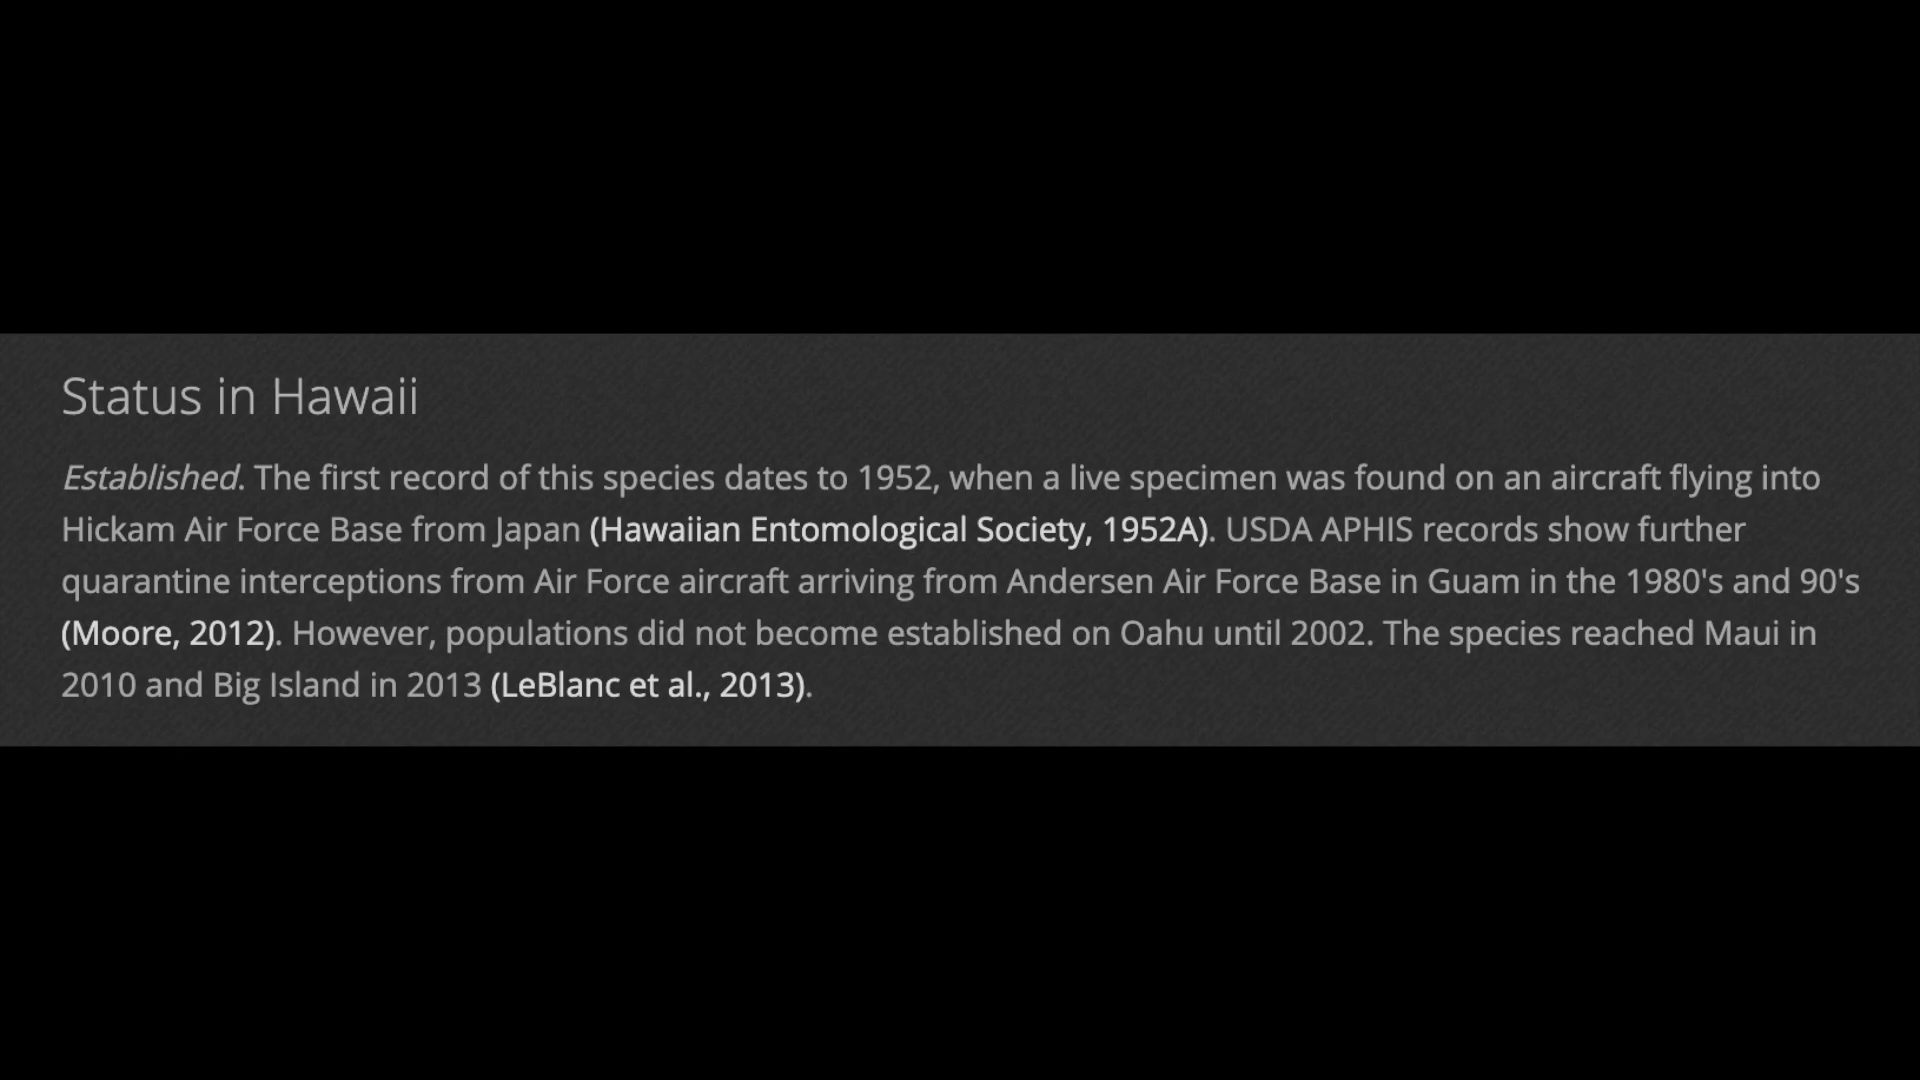 Status in Hawaii
Established. The first record of this species dates to 1952, when a live specimen was found on an aircraft flying into
Hickam Air Force Base from Japan (Hawaiian Entomological Society, 1952A). USDA APHIS records show further
quarantine interceptions from Air Force aircraft arriving from Andersen Air Force Base in Guam in the 1980's and 90's
(Moore, 2012). However, populations did not become established on Oahu until 2002. The species reached Maui in
2010 and Big Island in 2013 (LeBlanc et al., 2013).